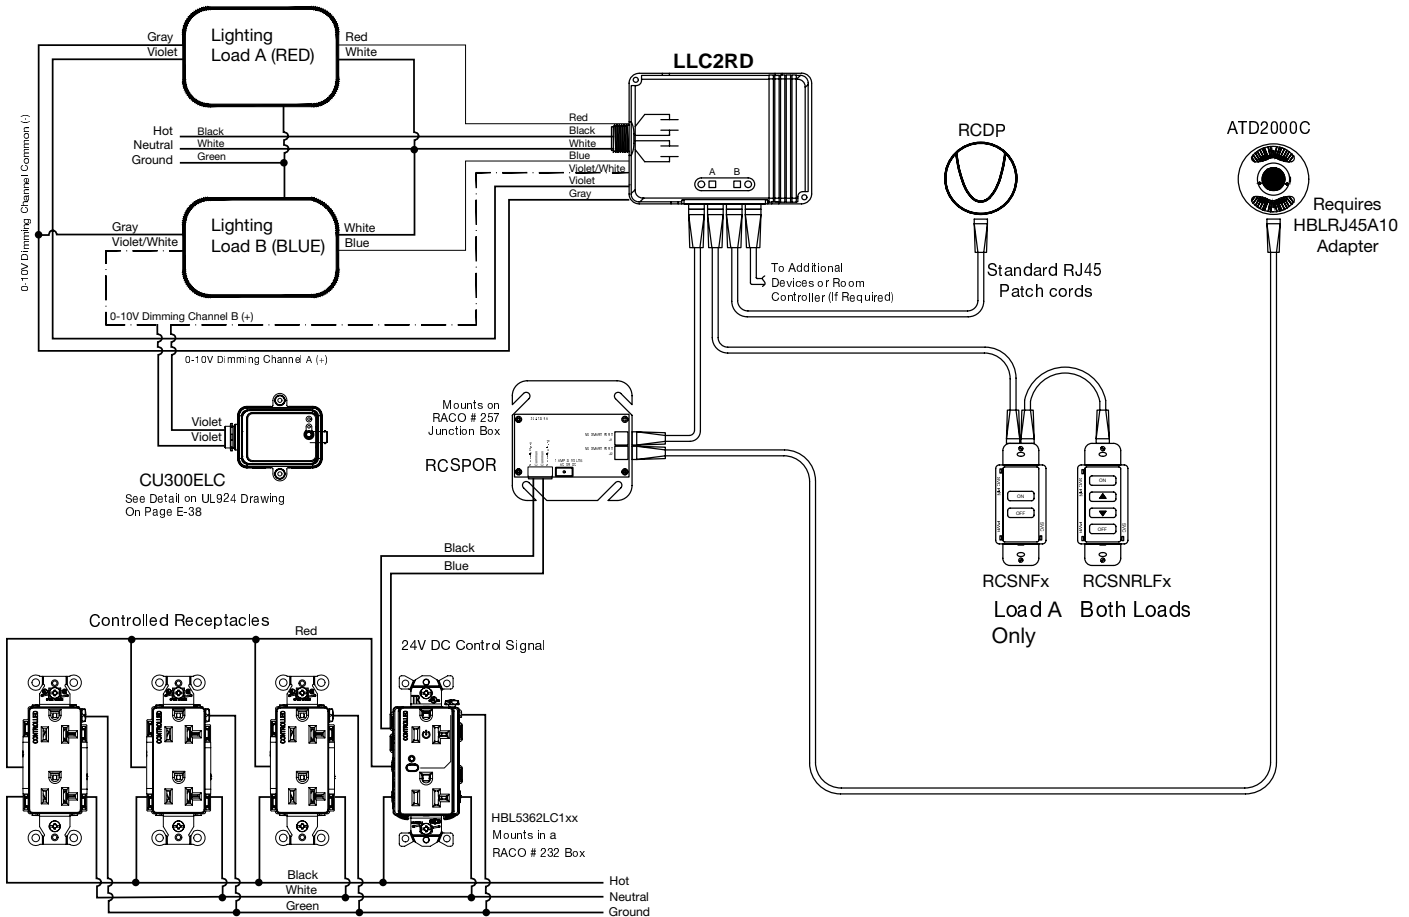 Lighting
Load A (RED)
Gray
Violet
Red
White
LLC2RD
Hot
Neutral
Ground
Black
White
Green
Red
Black
White
Blue
Violet/White
Violet
Gray
A B
RCDP
ATD2000C
Requires
HBLRJ45A10
Adapter
0-10V Dimming Channel Common (-)
Gray
Violet/White
Lighting
Load B (BLUE)
White
Blue
To Additional
Devices or Room
Controller (If Required)
Standard RJ45
Patch cords
0-10V Dimming Channel B (+)
0-10V Dimming Channel A (+)
Violet
Violet
CU300ELC
See Detail on UL924 Drawing
On Page E-38
Mounts on
RACO # 257
Junction Box
RCSPOR
ON
OFF
ON
OFF
RCSNFx
Load A
Only
RCSNRLFx
Both Loads
Black
Blue
Controlled Receptacles
Red
24V DC Control Signal
CONTROLLED
CONTROLLED
CONTROLLED
CONTROLLED
TR
HBL5362LC1xx
Mounts in a
RACO # 232 Box
Black
White
Green
Hot
Neutral
Ground